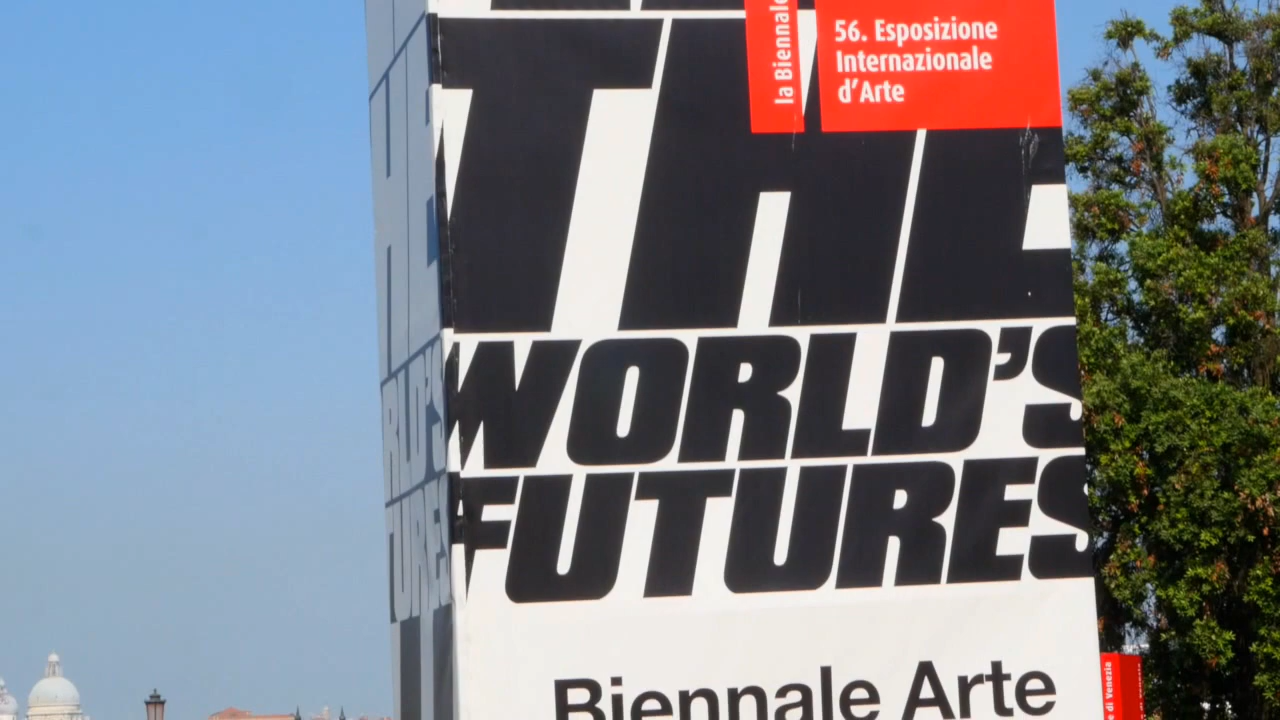 la Biennale
56. Esposizione
Internazionale
d'Arte
THE
WORLD'S
FUTURES
Biennale Arte